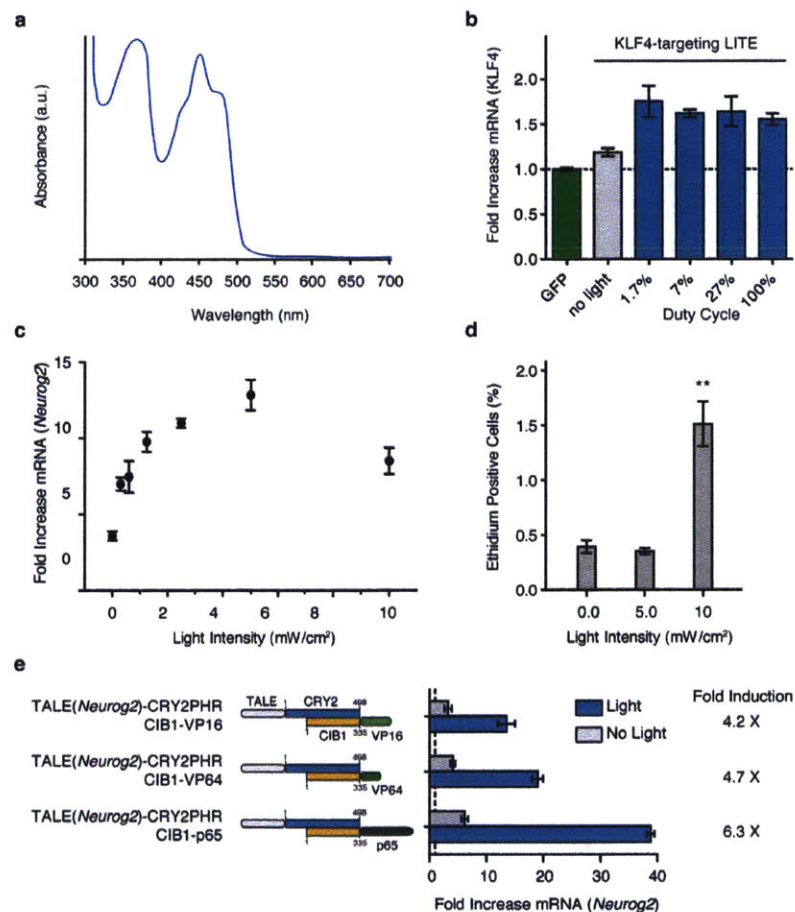 a
Absorbance (a.u.)
300 350 400 450 500 550 600 650 700
Wavelength (nm)
b
KLF4-targeting LITE
Fold Increase mRNA (KLF4)
2.0
1.5
1.0
0.5
0.0
GFP no light 1.7% 7% 27% 100%
Duty Cycle
c
Fold Increase mRNA (Neurog2)
15
10
5
0
0 2 4 6 8 10
Light Intensity (mW/cm²)
d
Ethidium Positive Cells (%)
2.0
1.5
1.0
0.5
0.0
**
0.0 5.0 10
Light Intensity (mW/cm²)
e
TALE(Neurog2)-CRY2PHR
CIB1-VP16
TALE 1 CRY2 498
CIB1 335 VP16
TALE(Neurog2)-CRY2PHR
CIB1-VP64
1 498
1 335 VP64
TALE(Neurog2)-CRY2PHR
CIB1-p65
1 498
1 335 p65
Light
No Light
Fold Induction
4.2 X
4.7 X
6.3 X
0 10 20 30 40
Fold Increase mRNA (Neurog2)